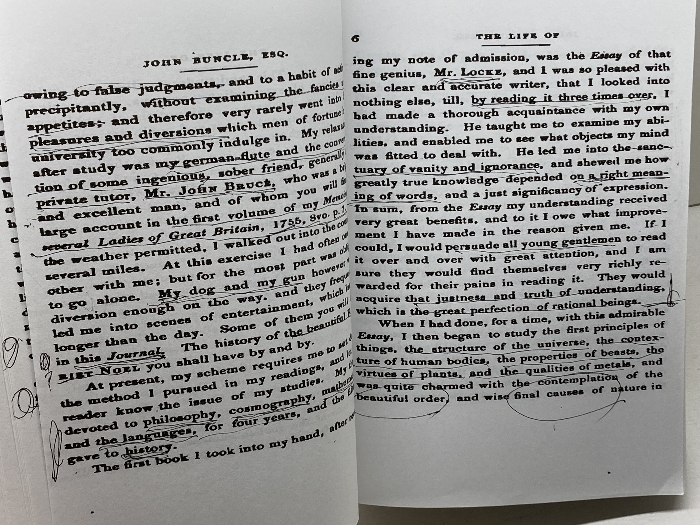 JOHN BUNCLE, ESQ.
owing to false judgments, and to a habit of
precipitantly, without examining the fancies
appetites; and therefore very rarely went into
pleasures and diversions which men of fortune
university too commonly indulge in. My
after study was my german-flute and the
tion of some ingenious, sober friend, generally
private tutor, Mr. JOHN BRUCE, who was a
and excellent man, and of whom you will
large account in the first volume of my
several Ladies of Great Britain, 1755, 8vo p. 7.
the weather permitted, I walked out into the
several miles. At this exercise I had often
other with me; but for the most part was
to go alone. My dog and my gun however
diversion enough on the way, and they
led me into scenes of entertainment, which
longer than the day. Some of them you will
in this Journal. The history of the beautiful
RIET NOEL you shall have by and by.
At present, my scheme requires me to set
the method I pursued in my readings, and
reader know the issue of my studies. My
devoted to philosophy, cosmography,
and the languages, for four years, and the
gave to history.
The first book I took into my hand, after
6
THE LIFE OF
ing my note of admission, was the Essay of that
fine genius, Mr. LOCKE, and I was so pleased with
this clear and accurate writer, that I looked into
nothing else, till, by reading it three times over, I
had made a thorough acquaintance with my own
understanding. He taught me to examine my abi-
lities, and enabled me to see what objects my mind
was fitted to deal with. He led me into the sanc-
tuary of vanity and ignorance, and shewed me how
greatly true knowledge depended on a right mean-
ing of words, and a just significancy of expression.
In sum, from the Essay my understanding received
very great benefits, and to it I owe what improve-
ment I have made in the reason given me. If I
could, I would persuade all young gentlemen to read
it over and over with great attention, and I am
sure they would find themselves very richly re-
warded for their pains in reading it. They would
acquire that justness and truth of understanding,
which is the great perfection of rational beings.
When I had done, for a time, with this admirable
Essay, I then began to study the first principles of
things, the structure of the universe, the contex-
ture of human bodies, the properties of beasts, the
virtues of plants, and the qualities of metals, and
was quite charmed with the contemplation of the
beautiful order, and wise final causes of nature in